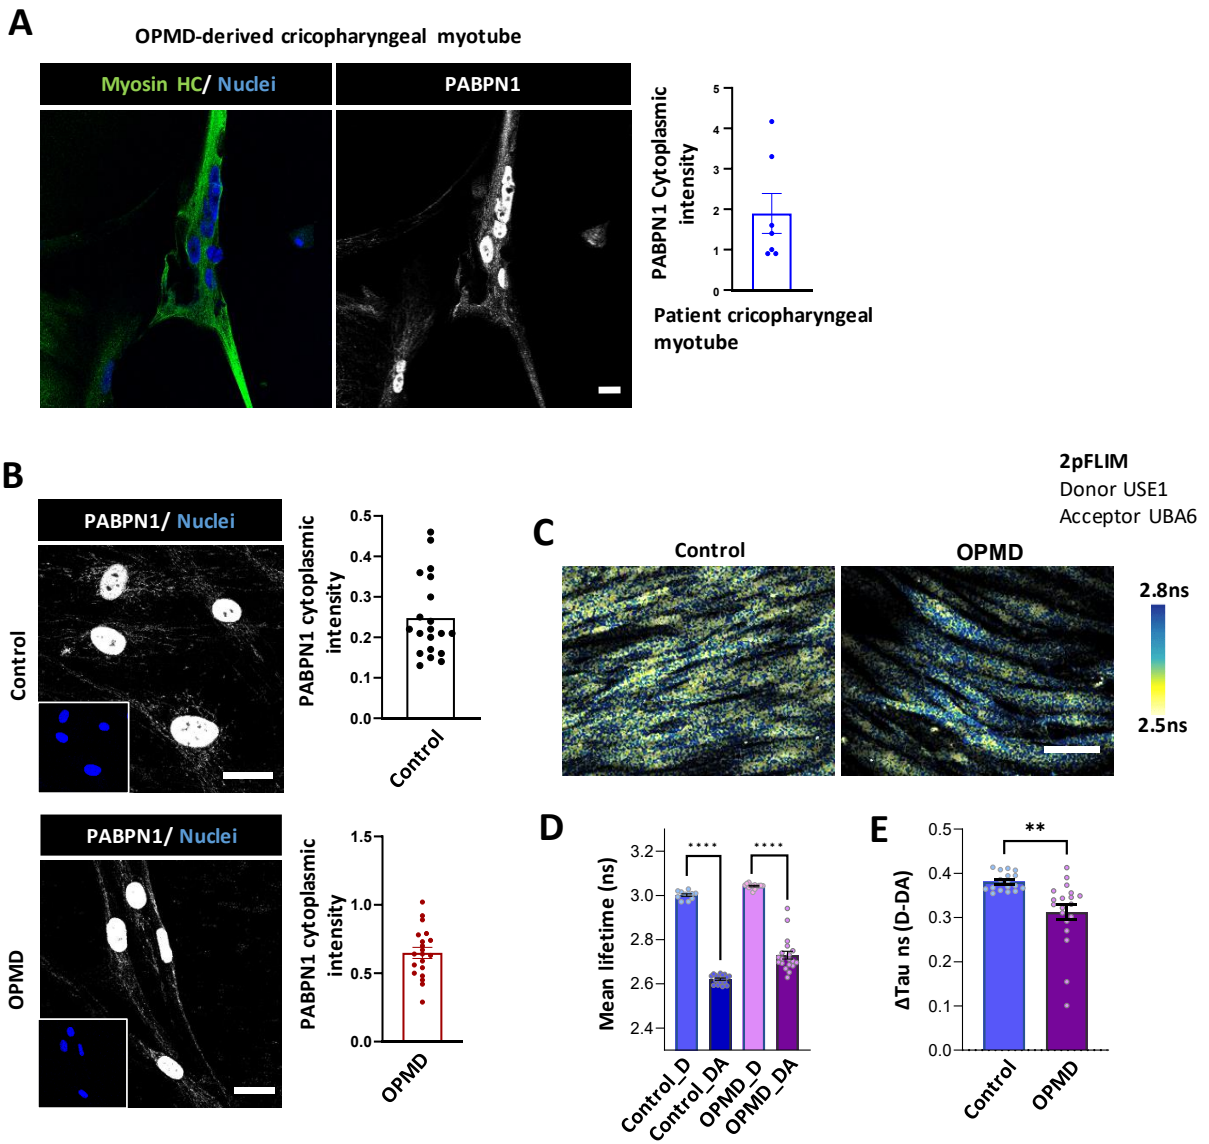 A
OPMD-derived cricopharyngeal myotube
Myosin HC/ Nuclei
PABPN1
PABPN1 Cytoplasmic
intensity
5
4
3
2
1
0
Patient cricopharyngeal
myotube
B
PABPN1/ Nuclei
Control
PABPN1 cytoplasmic
intensity
0.5
0.4
0.3
0.2
0.1
0.0
Control
PABPN1/ Nuclei
OPMD
PABPN1 cytoplasmic
intensity
1.5
1.0
0.5
0.0
OPMD
2pFLIM
Donor USE1
Acceptor UBA6
C
Control
OPMD
2.8ns
2.5ns
D
Mean lifetime (ns)
3.2
3.0
2.8
2.6
2.4
****
****
Control_D
Control_DA
OPMD_D
OPMD_DA
E
ΔTau ns (D-DA)
0.5
0.4
0.3
0.2
0.1
0.0
**
Control
OPMD